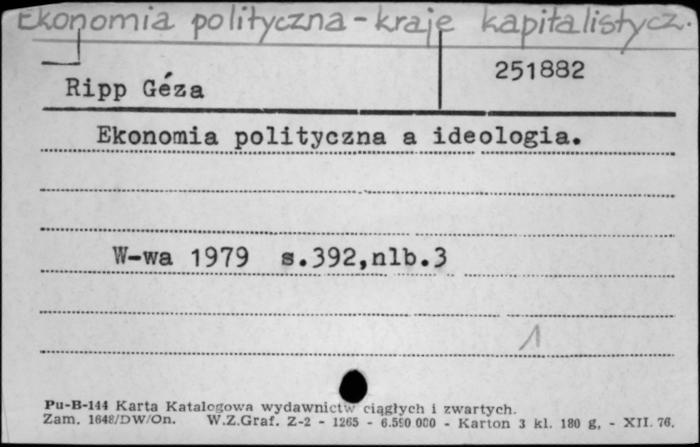 Ekonomia polityczna - kraje kapitalistycz.
251882
Ripp Géza
Ekonomia polityczna a ideologia.
W-wa 1979 s.392,nlb.3
1
Pu-B-144 Karta Katalogowa wydawnictw ciągłych i zwartych.
Zam. 1648/DW/On. W.Z.Graf. Z-2 - 1265 - 6.550 000 - Karton 3 kl. 180 g, - XII. 76.